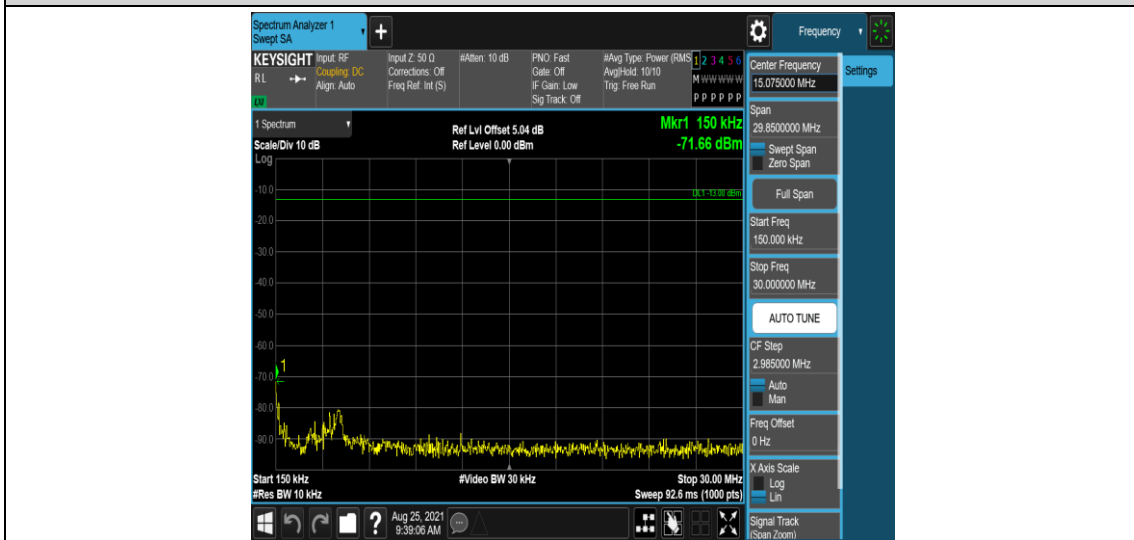 Spectrum Analyzer 1
Swept SA
+
Frequency
KEYSIGHT
RL
LXI
Input: RF
Coupling: DC
Align: Auto
Input Z: 50 Ω
Corrections: Off
Freq Ref: Int (S)
#Atten: 10 dB
PNO: Fast
Gate: Off
IF Gain: Low
Sig Track: Off
#Avg Type: Power (RMS
Avg|Hold: 10/10
Trig: Free Run
1 2 3 4 5 6
M W W W W W
P P P P P P
1 Spectrum
Scale/Div 10 dB
Ref Lvl Offset 5.04 dB
Ref Level 0.00 dBm
Mkr1 150 kHz
-71.66 dBm
Log
DL1 -13.00 dBm
-10.0
-20.0
-30.0
-40.0
-50.0
-60.0
1
-70.0
-80.0
-90.0
Start 150 kHz
#Res BW 10 kHz
#Video BW 30 kHz
Stop 30.00 MHz
Sweep 92.6 ms (1000 pts)
?
Aug 25, 2021
9:39:06 AM
Center Frequency
15.075000 MHz
Settings
Span
29.8500000 MHz
Swept Span
Zero Span
Full Span
Start Freq
150.000 kHz
Stop Freq
30.000000 MHz
AUTO TUNE
CF Step
2.985000 MHz
Auto
Man
Freq Offset
0 Hz
X Axis Scale
Log
Lin
Signal Track
(Span Zoom)